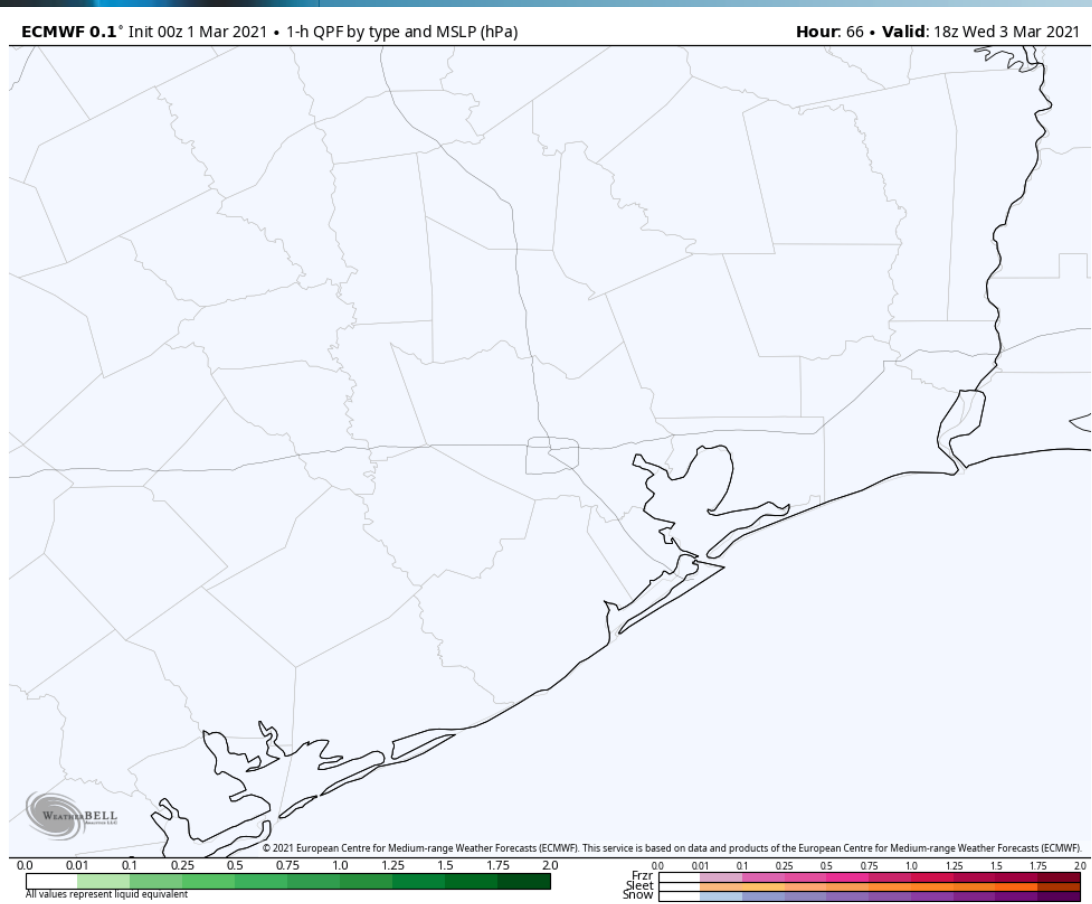 ECMWF 0.1° Init 00z 1 Mar 2021 • 1-h QPF by type and MSLP (hPa)
Hour: 66 • Valid: 18z Wed 3 Mar 2021
WEATHERBELL
Analytics LLC
© 2021 European Centre for Medium-range Weather Forecasts (ECMWF). This service is based on data and products of the European Centre for Medium-range Weather Forecasts (ECMWF).
0.0 0.01 0.1 0.25 0.5 0.75 1.0 1.25 1.5 1.75 2.0
All values represent liquid equivalent
0.0 0.01 0.1 0.25 0.5 0.75 1.0 1.25 1.5 1.75 2.0
Frzr
Sleet
Snow